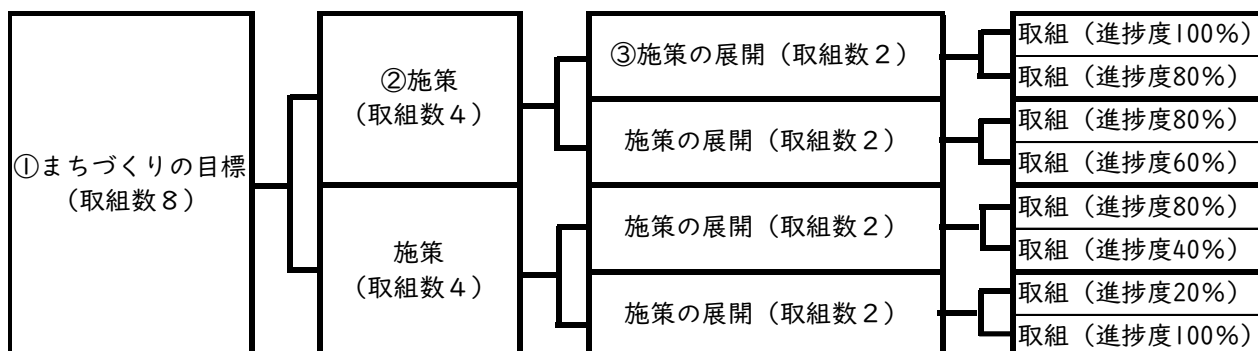 ①まちづくりの目標
(取組数8)
②施策
(取組数4)
施策
(取組数4)
③施策の展開(取組数2)
施策の展開(取組数2)
施策の展開(取組数2)
施策の展開(取組数2)
取組(進捗度100%)
取組(進捗度80%)
取組(進捗度80%)
取組(進捗度60%)
取組(進捗度80%)
取組(進捗度40%)
取組(進捗度20%)
取組(進捗度100%)